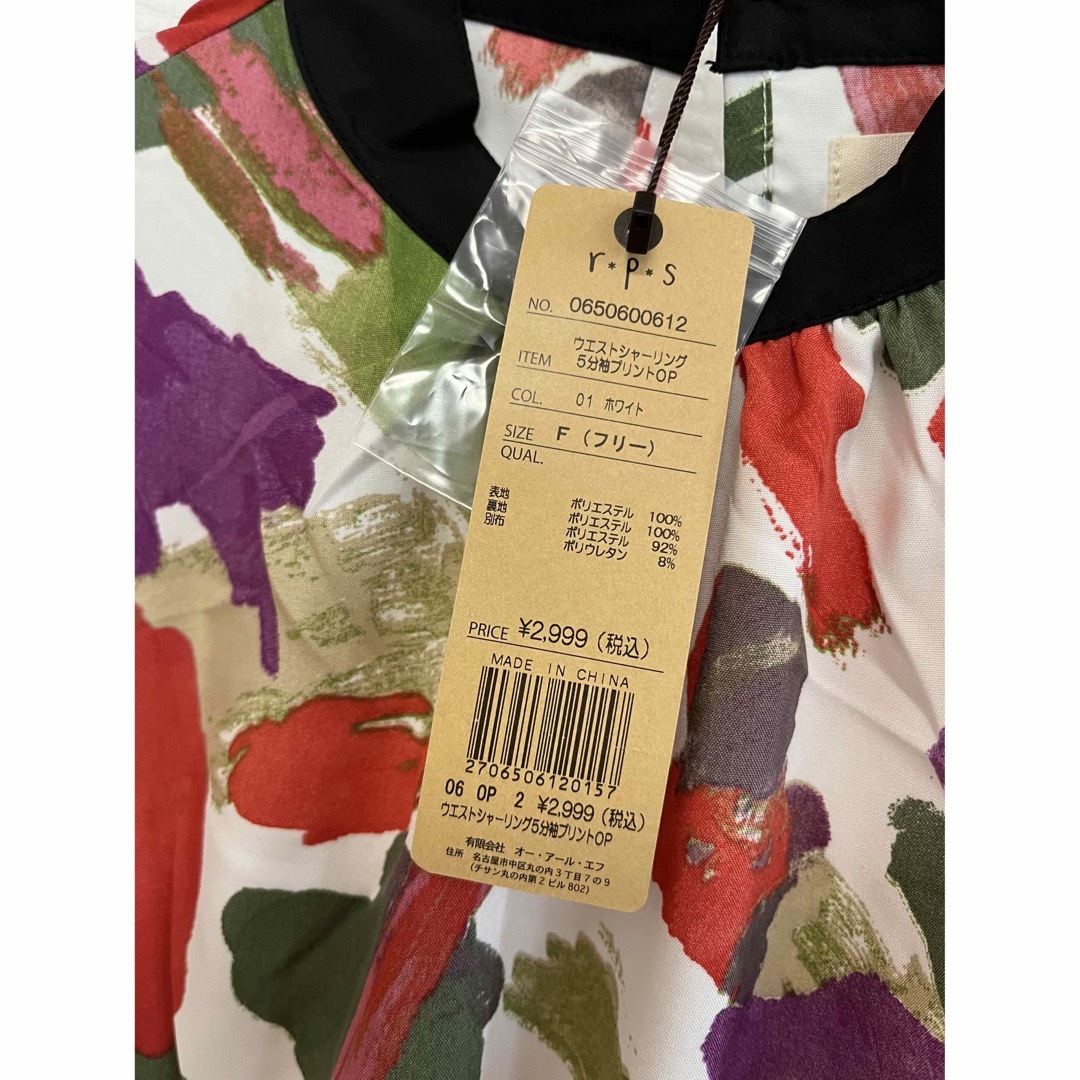 r*p*s
NO. 0650600612
ITEM ウエストシャーリング
5分袖プリントOP
COL. 01 ホワイト
SIZE F (フリー)
QUAL.
表地 ポリエステル 100%
裏地 ポリエステル 100%
別布 ポリエステル 92%
ポリウレタン 8%
PRICE ¥2,999 (税込)
MADE IN CHINA
2706506120157
06 OP 2 ¥2,999 (税込)
ウエストシャーリング5分袖プリントOP
有限会社 オー・アール・エフ
住所 名古屋市中区丸の内3丁目7の9
(チサン丸の内第2ビル802)